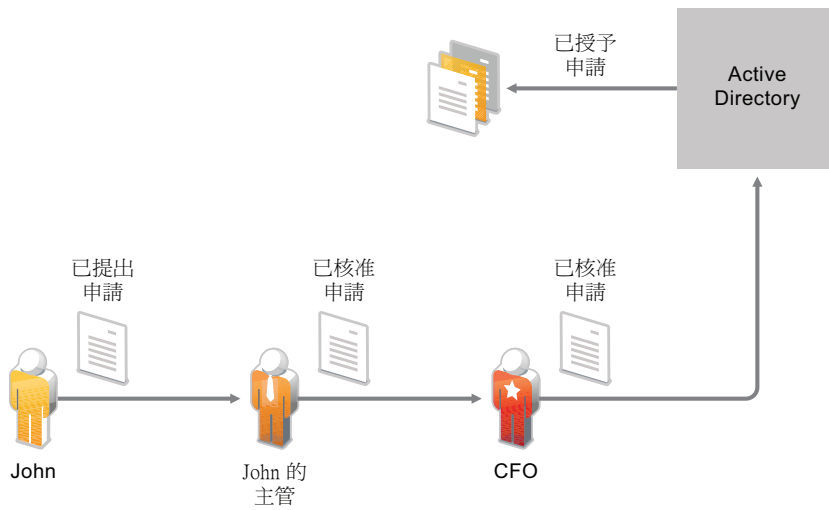 已授予
申請
Active
Directory
已提出
申請
已核准
申請
已核准
申請
John
John 的
主管
CFO